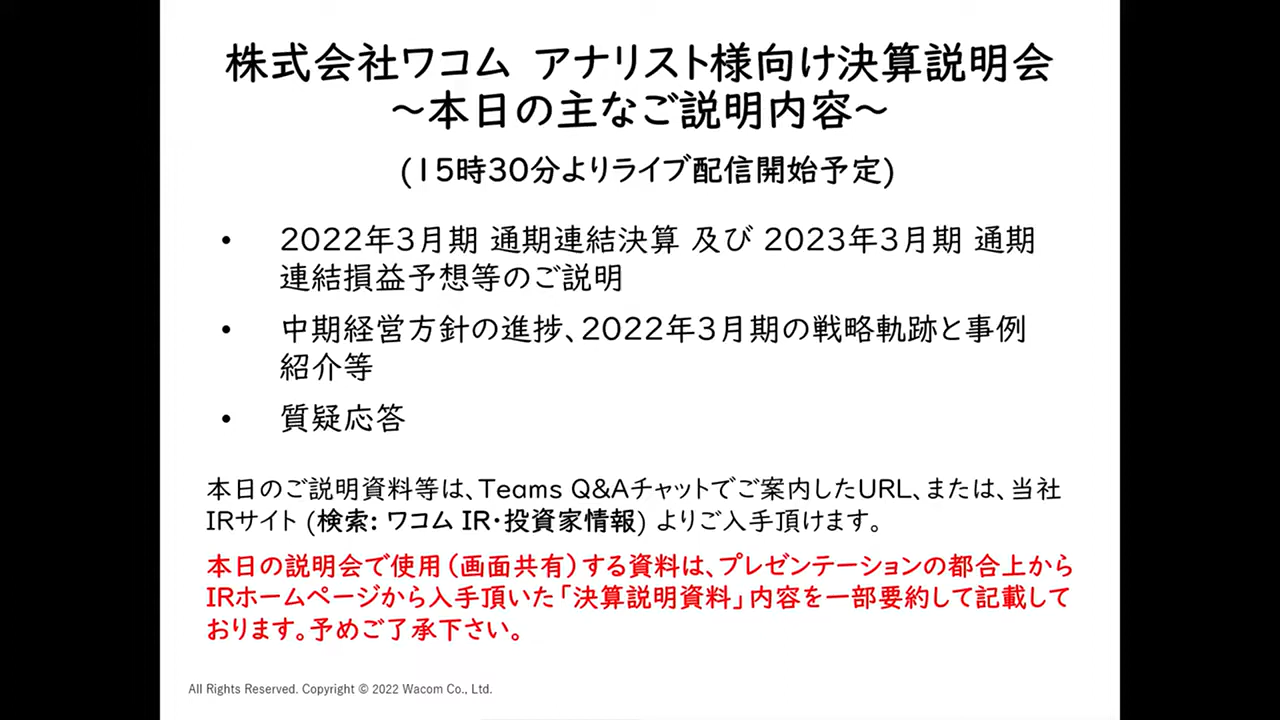 株式会社ワコム アナリスト様向け決算説明会
～本日の主なご説明内容～
(15時30分よりライブ配信開始予定)
• 2022年3月期 通期連結決算 及び 2023年3月期 通期
連結損益予想等のご説明
• 中期経営方針の進捗、2022年3月期の戦略軌跡と事例
紹介等
• 質疑応答
本日のご説明資料等は、Teams Q&Aチャットでご案内したURL、または、当社
IRサイト (検索: ワコム IR・投資家情報) よりご入手頂けます。
本日の説明会で使用（画面共有）する資料は、プレゼンテーションの都合上から
IRホームページから入手頂いた「決算説明資料」内容を一部要約して記載して
おります。予めご了承下さい。
All Rights Reserved. Copyright © 2022 Wacom Co., Ltd.